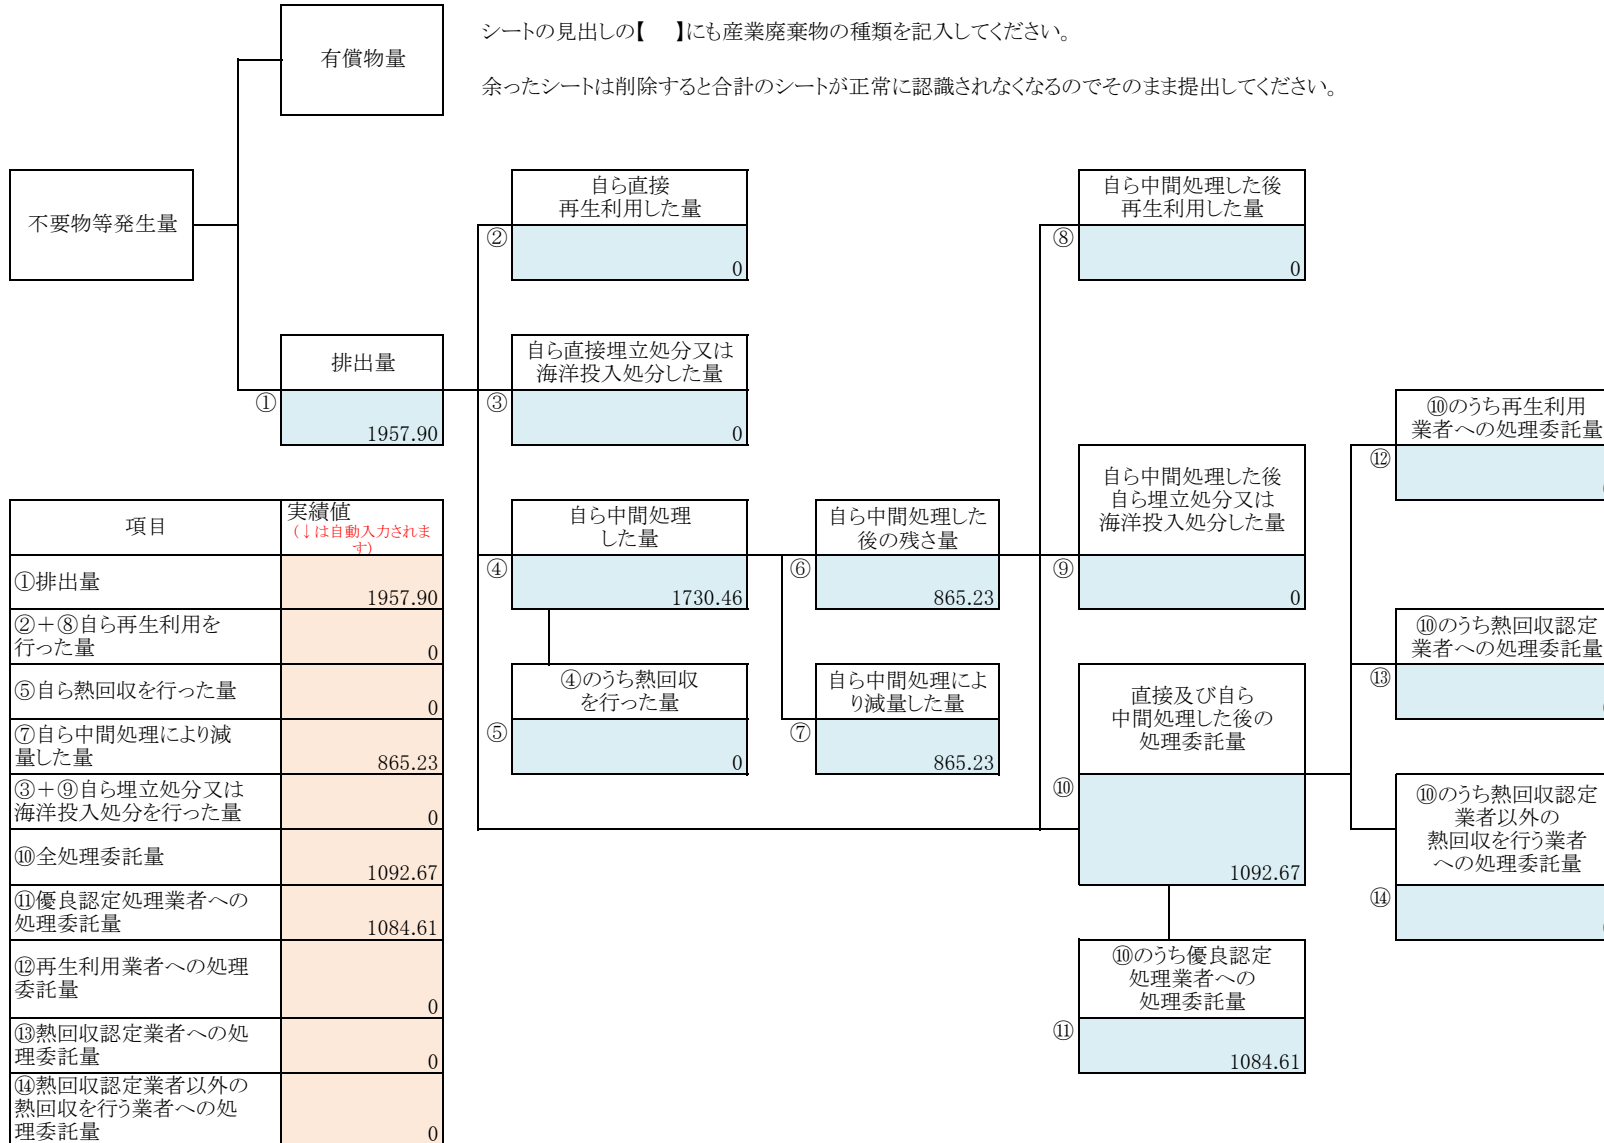 シートの見出しの【　】にも産業廃棄物の種類を記入してください。
余ったシートは削除すると合計のシートが正常に認識されなくなるのでそのまま提出してください。
有償物量
不要物等発生量
排出量
①
1957.90
自ら直接
再生利用した量
②
0
自ら直接埋立処分又は
海洋投入処分した量
③
0
自ら中間処理
した量
④
1730.46
④のうち熱回収
を行った量
⑤
0
自ら中間処理した
後の残さ量
⑥
865.23
自ら中間処理によ
り減量した量
⑦
865.23
自ら中間処理した後
再生利用した量
⑧
0
自ら中間処理した後
自ら埋立処分又は
海洋投入処分した量
⑨
0
直接及び自ら
中間処理した後の
処理委託量
⑩
1092.67
⑩のうち優良認定
処理業者への
処理委託量
⑪
1084.61
⑩のうち再生利用
業者への処理委託量
⑫
⑩のうち熱回収認定
業者への処理委託量
⑬
⑩のうち熱回収認定
業者以外の
熱回収を行う業者
への処理委託量
⑭
項目
実績値
（↓は自動入力されま
す）
①排出量
1957.90
②＋⑧自ら再生利用を
行った量
0
⑤自ら熱回収を行った量
0
⑦自ら中間処理により減
量した量
865.23
③＋⑨自ら埋立処分又は
海洋投入処分を行った量
0
⑩全処理委託量
1092.67
⑪優良認定処理業者への
処理委託量
1084.61
⑫再生利用業者への処理
委託量
0
⑬熱回収認定業者への処
理委託量
0
⑭熱回収認定業者以外の
熱回収を行う業者への処
理委託量
0